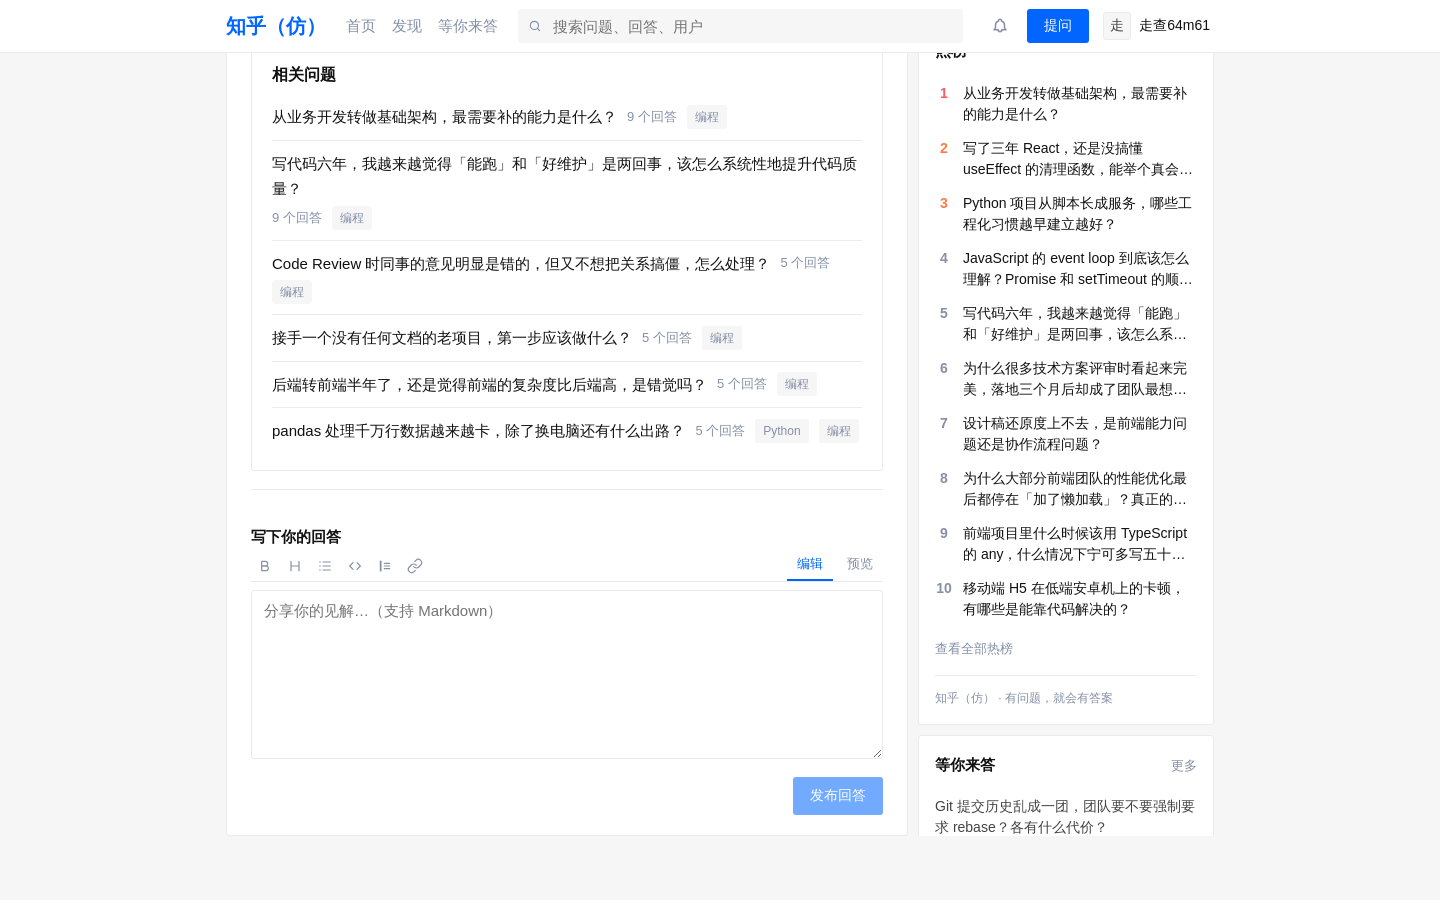 知乎（仿）
首页 发现 等你来答
搜索问题、回答、用户
提问
走 走查64m61
相关问题
从业务开发转做基础架构，最需要补的能力是什么？ 9 个回答 编程
写代码六年，我越来越觉得「能跑」和「好维护」是两回事，该怎么系统性地提升代码质
量？
9 个回答 编程
Code Review 时同事的意见明显是错的，但又不想把关系搞僵，怎么处理？ 5 个回答
编程
接手一个没有任何文档的老项目，第一步应该做什么？ 5 个回答 编程
后端转前端半年了，还是觉得前端的复杂度比后端高，是错觉吗？ 5 个回答 编程
pandas 处理千万行数据越来越卡，除了换电脑还有什么出路？ 5 个回答 Python 编程
写下你的回答
编辑 预览
分享你的见解…（支持 Markdown）
发布回答
1 从业务开发转做基础架构，最需要补
的能力是什么？
2 写了三年 React，还是没搞懂
useEffect 的清理函数，能举个真会…
3 Python 项目从脚本长成服务，哪些工
程化习惯越早建立越好？
4 JavaScript 的 event loop 到底该怎么
理解？Promise 和 setTimeout 的顺…
5 写代码六年，我越来越觉得「能跑」
和「好维护」是两回事，该怎么系…
6 为什么很多技术方案评审时看起来完
美，落地三个月后却成了团队最想…
7 设计稿还原度上不去，是前端能力问
题还是协作流程问题？
8 为什么大部分前端团队的性能优化最
后都停在「加了懒加载」？真正的…
9 前端项目里什么时候该用 TypeScript
的 any，什么情况下宁可多写五十…
10 移动端 H5 在低端安卓机上的卡顿，
有哪些是能靠代码解决的？
查看全部热榜
知乎（仿） · 有问题，就会有答案
等你来答 更多
Git 提交历史乱成一团，团队要不要强制要
求 rebase？各有什么代价？